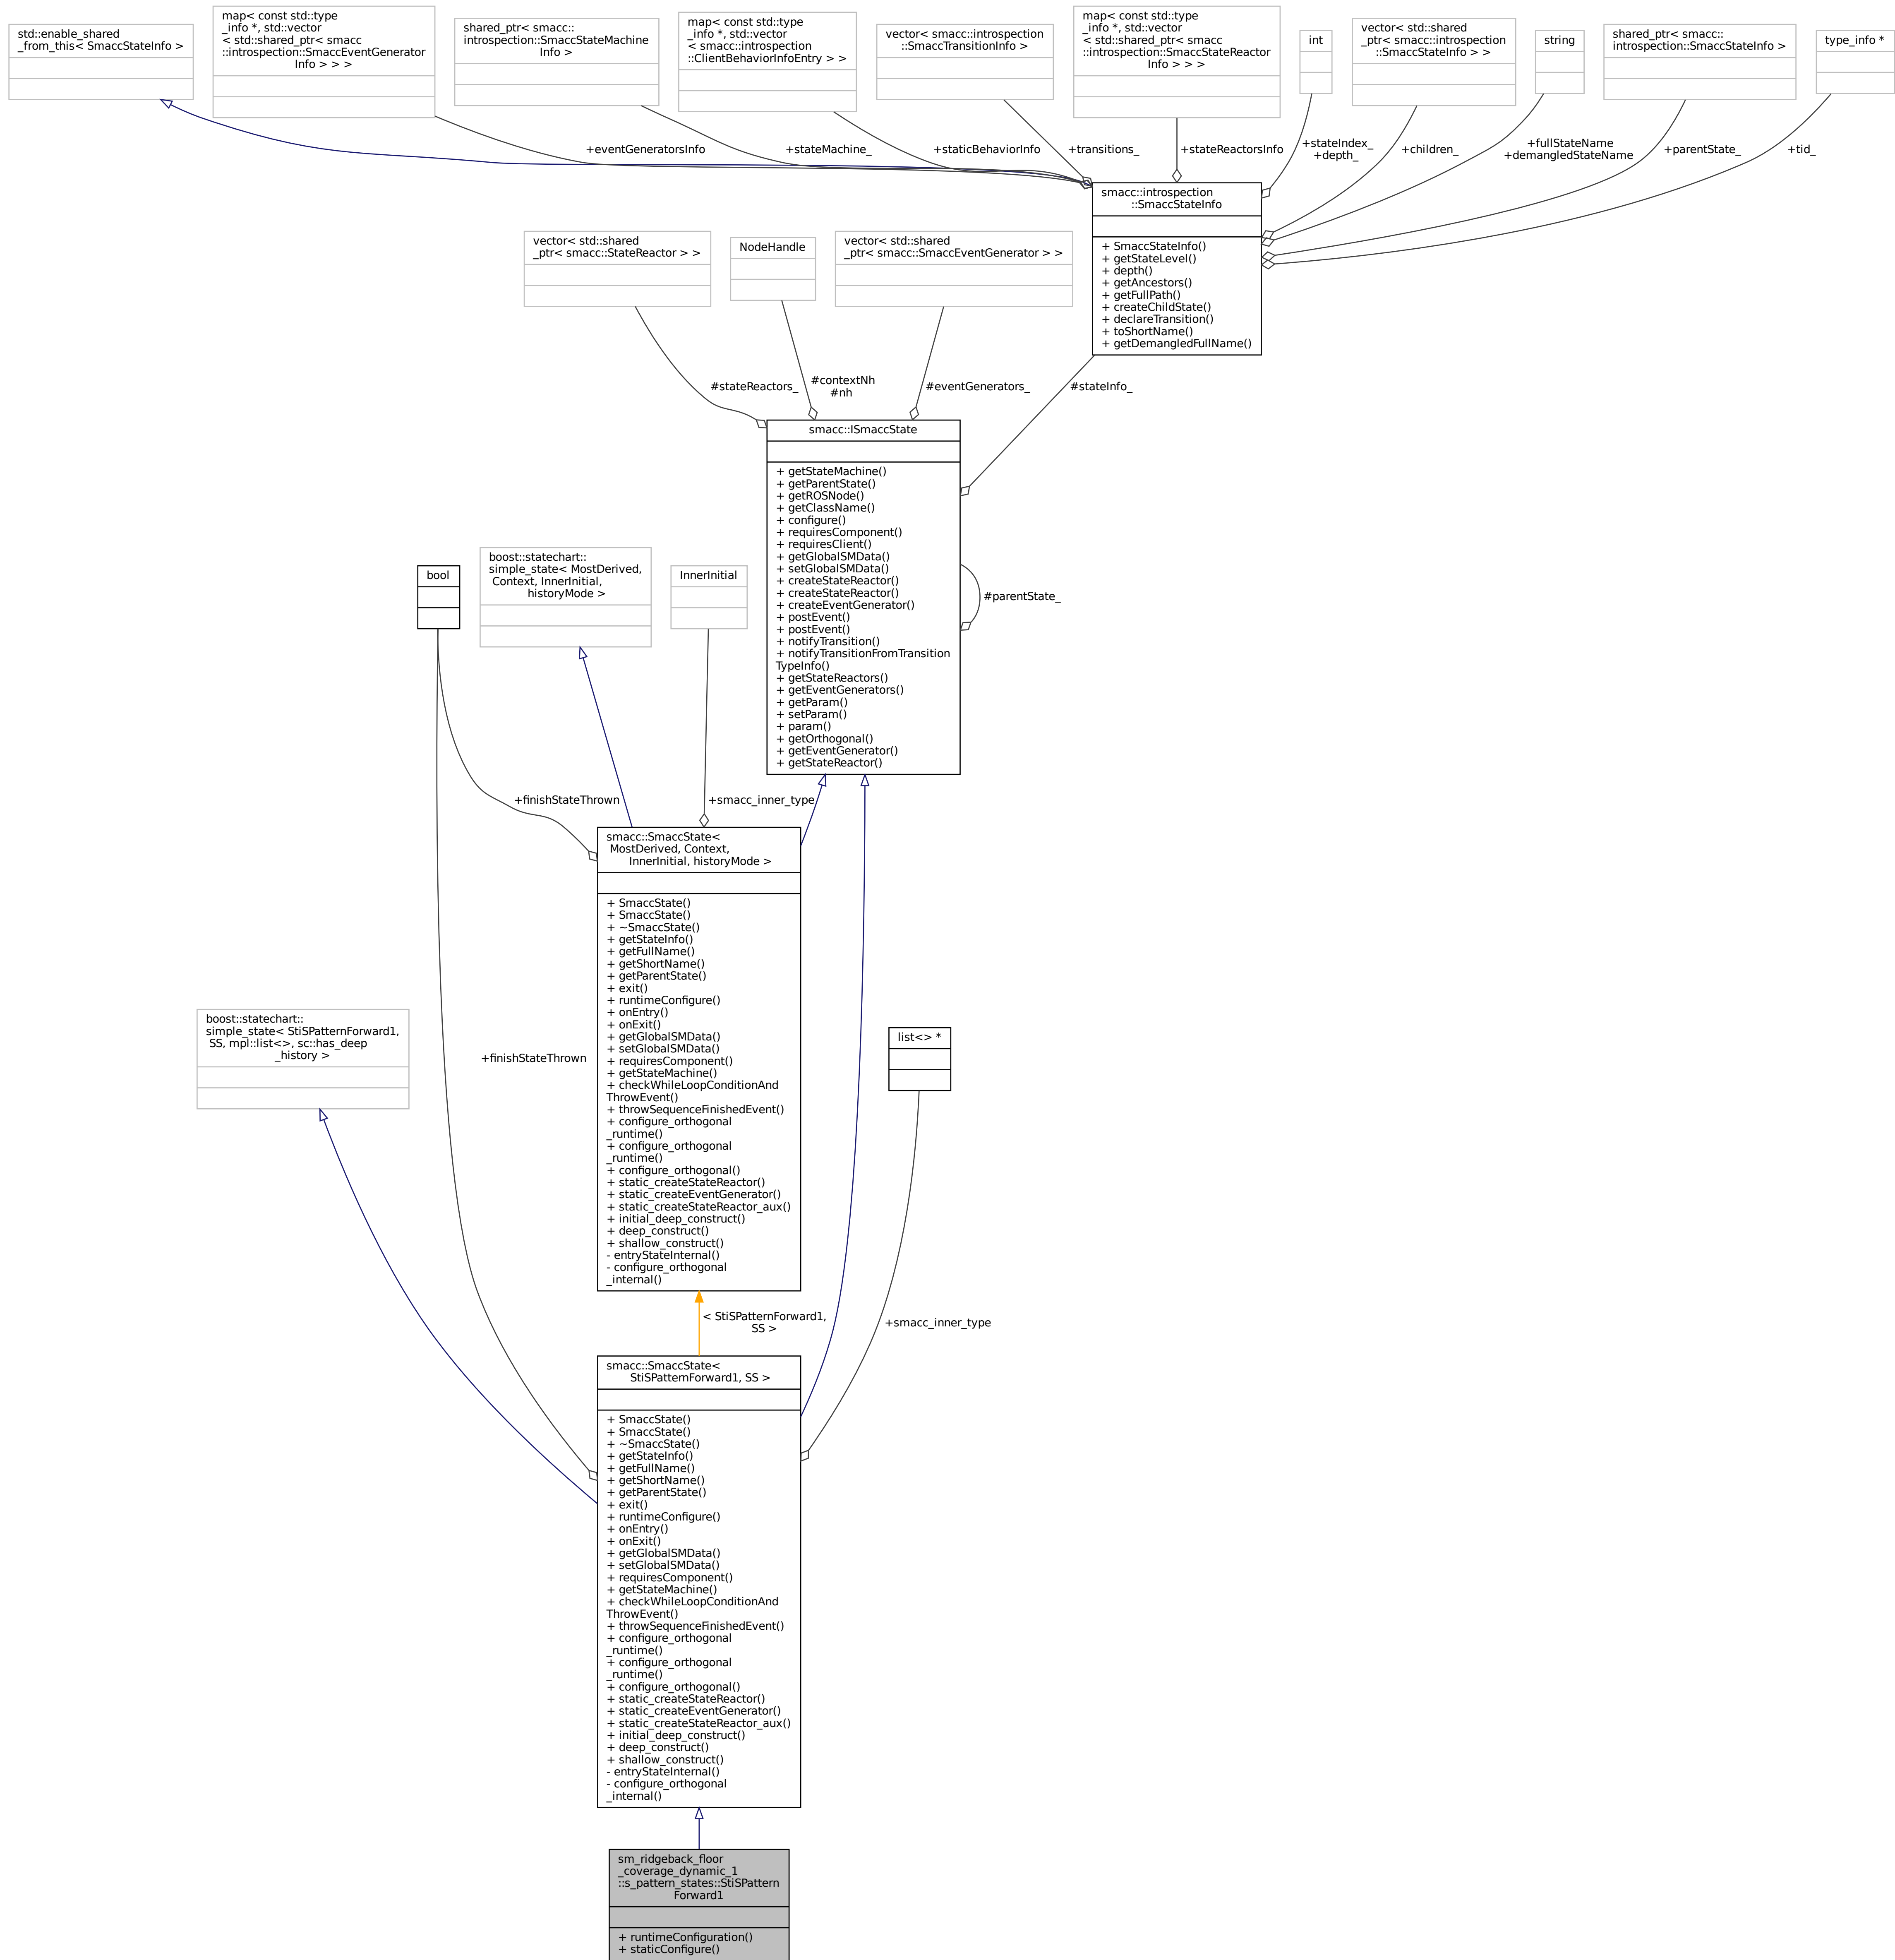 std::enable_shared
_from_this< SmaccStateInfo >
map< const std::type
_info *, std::vector
< std::shared_ptr< smacc
::introspection::SmaccEventGenerator
Info > > >
shared_ptr< smacc::
introspection::SmaccStateMachine
Info >
map< const std::type
_info *, std::vector
< smacc::introspection
::ClientBehaviorInfoEntry > >
vector< smacc::introspection
::SmaccTransitionInfo >
map< const std::type
_info *, std::vector
< std::shared_ptr< smacc
::introspection::SmaccStateReactor
Info > > >
int
vector< std::shared
_ptr< smacc::introspection
::SmaccStateInfo > >
string
shared_ptr< smacc::
introspection::SmaccStateInfo >
type_info *
+eventGeneratorsInfo
+stateMachine_
+staticBehaviorInfo
+transitions_
+stateReactorsInfo
+stateIndex_
+depth_
+children_
+fullStateName
+demangledStateName
+parentState_
+tid_
smacc::introspection
::SmaccStateInfo
+ SmaccStateInfo()
+ getStateLevel()
+ depth()
+ getAncestors()
+ getFullPath()
+ createChildState()
+ declareTransition()
+ toShortName()
+ getDemangledFullName()
vector< std::shared
_ptr< smacc::StateReactor > >
NodeHandle
vector< std::shared
_ptr< smacc::SmaccEventGenerator > >
#stateReactors_
#contextNh
#nh
#eventGenerators_
#stateInfo_
smacc::ISmaccState
+ getStateMachine()
+ getParentState()
+ getROSNode()
+ getClassName()
+ configure()
+ requiresComponent()
+ requiresClient()
+ getGlobalSMData()
+ setGlobalSMData()
+ createStateReactor()
+ createStateReactor()
+ createEventGenerator()
+ postEvent()
+ postEvent()
+ notifyTransition()
+ notifyTransitionFromTransition
TypeInfo()
+ getStateReactors()
+ getEventGenerators()
+ getParam()
+ setParam()
+ param()
+ getOrthogonal()
+ getEventGenerator()
+ getStateReactor()
#parentState_
bool
boost::statechart::
simple_state< MostDerived,
Context, InnerInitial,
historyMode >
InnerInitial
+finishStateThrown
+smacc_inner_type
smacc::SmaccState<
MostDerived, Context,
InnerInitial, historyMode >
+ SmaccState()
+ SmaccState()
+ ~SmaccState()
+ getStateInfo()
+ getFullName()
+ getShortName()
+ getParentState()
+ exit()
+ runtimeConfigure()
+ onEntry()
+ onExit()
+ getGlobalSMData()
+ setGlobalSMData()
+ requiresComponent()
+ getStateMachine()
+ checkWhileLoopConditionAnd
ThrowEvent()
+ throwSequenceFinishedEvent()
+ configure_orthogonal
_runtime()
+ configure_orthogonal
_runtime()
+ configure_orthogonal()
+ static_createStateReactor()
+ static_createEventGenerator()
+ static_createStateReactor_aux()
+ initial_deep_construct()
+ deep_construct()
+ shallow_construct()
- entryStateInternal()
- configure_orthogonal
_internal()
boost::statechart::
simple_state< StiSPatternForward1,
SS, mpl::list<>, sc::has_deep
_history >
+finishStateThrown
list<> *
< StiSPatternForward1,
SS >
+smacc_inner_type
smacc::SmaccState<
StiSPatternForward1, SS >
+ SmaccState()
+ SmaccState()
+ ~SmaccState()
+ getStateInfo()
+ getFullName()
+ getShortName()
+ getParentState()
+ exit()
+ runtimeConfigure()
+ onEntry()
+ onExit()
+ getGlobalSMData()
+ setGlobalSMData()
+ requiresComponent()
+ getStateMachine()
+ checkWhileLoopConditionAnd
ThrowEvent()
+ throwSequenceFinishedEvent()
+ configure_orthogonal
_runtime()
+ configure_orthogonal
_runtime()
+ configure_orthogonal()
+ static_createStateReactor()
+ static_createEventGenerator()
+ static_createStateReactor_aux()
+ initial_deep_construct()
+ deep_construct()
+ shallow_construct()
- entryStateInternal()
- configure_orthogonal
_internal()
sm_ridgeback_floor
_coverage_dynamic_1
::s_pattern_states::StiSPattern
Forward1
+ runtimeConfiguration()
+ staticConfigure()